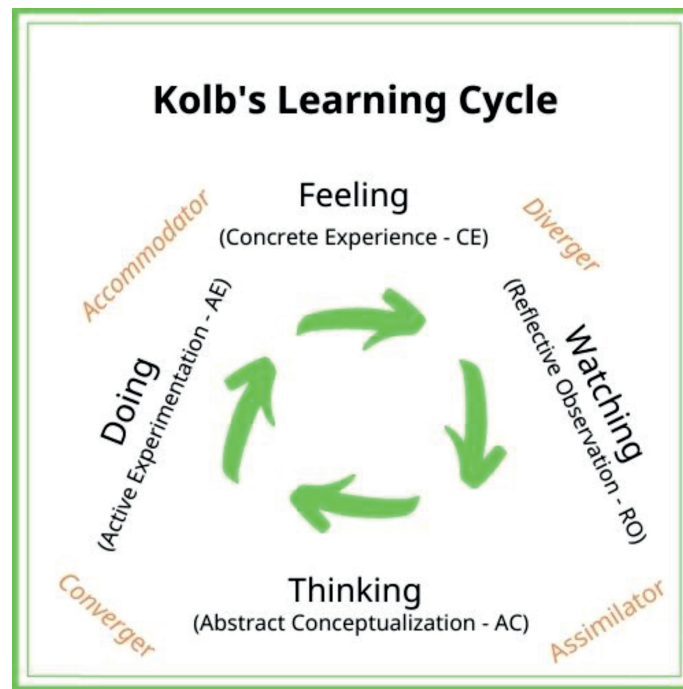 Kolb's Learning Cycle
Feeling
(Concrete Experience - CE)
Diverger
Watching
(Reflective Observation - RO)
Assimilator
Thinking
(Abstract Conceptualization - AC)
Converger
Doing
(Active Experimentation - AE)
Accommodator